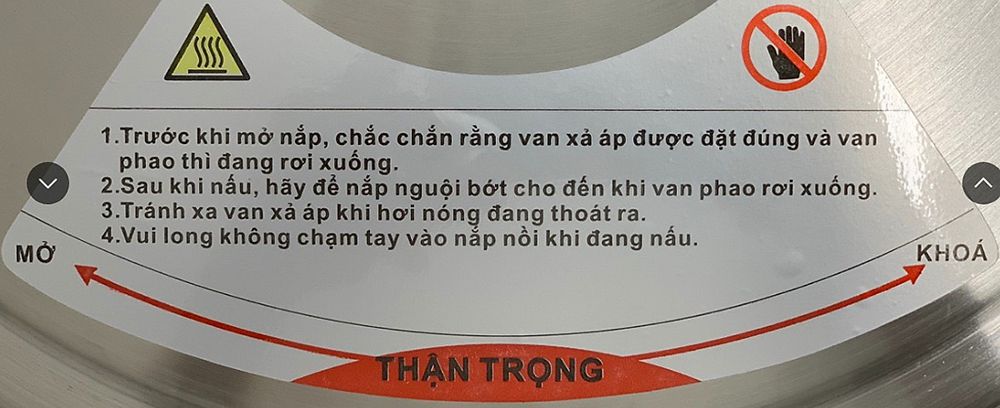 1.Trước khi mở nắp, chắc chắn rằng van xả áp được đặt đúng và van
phao thì đang rơi xuống.
2.Sau khi nấu, hãy để nắp nguội bớt cho đến khi van phao rơi xuống.
3.Tránh xa van xả áp khi hơi nóng đang thoát ra.
4.Vui long không chạm tay vào nắp nồi khi đang nấu.
MỞ
KHOÁ
THẬN TRỌNG